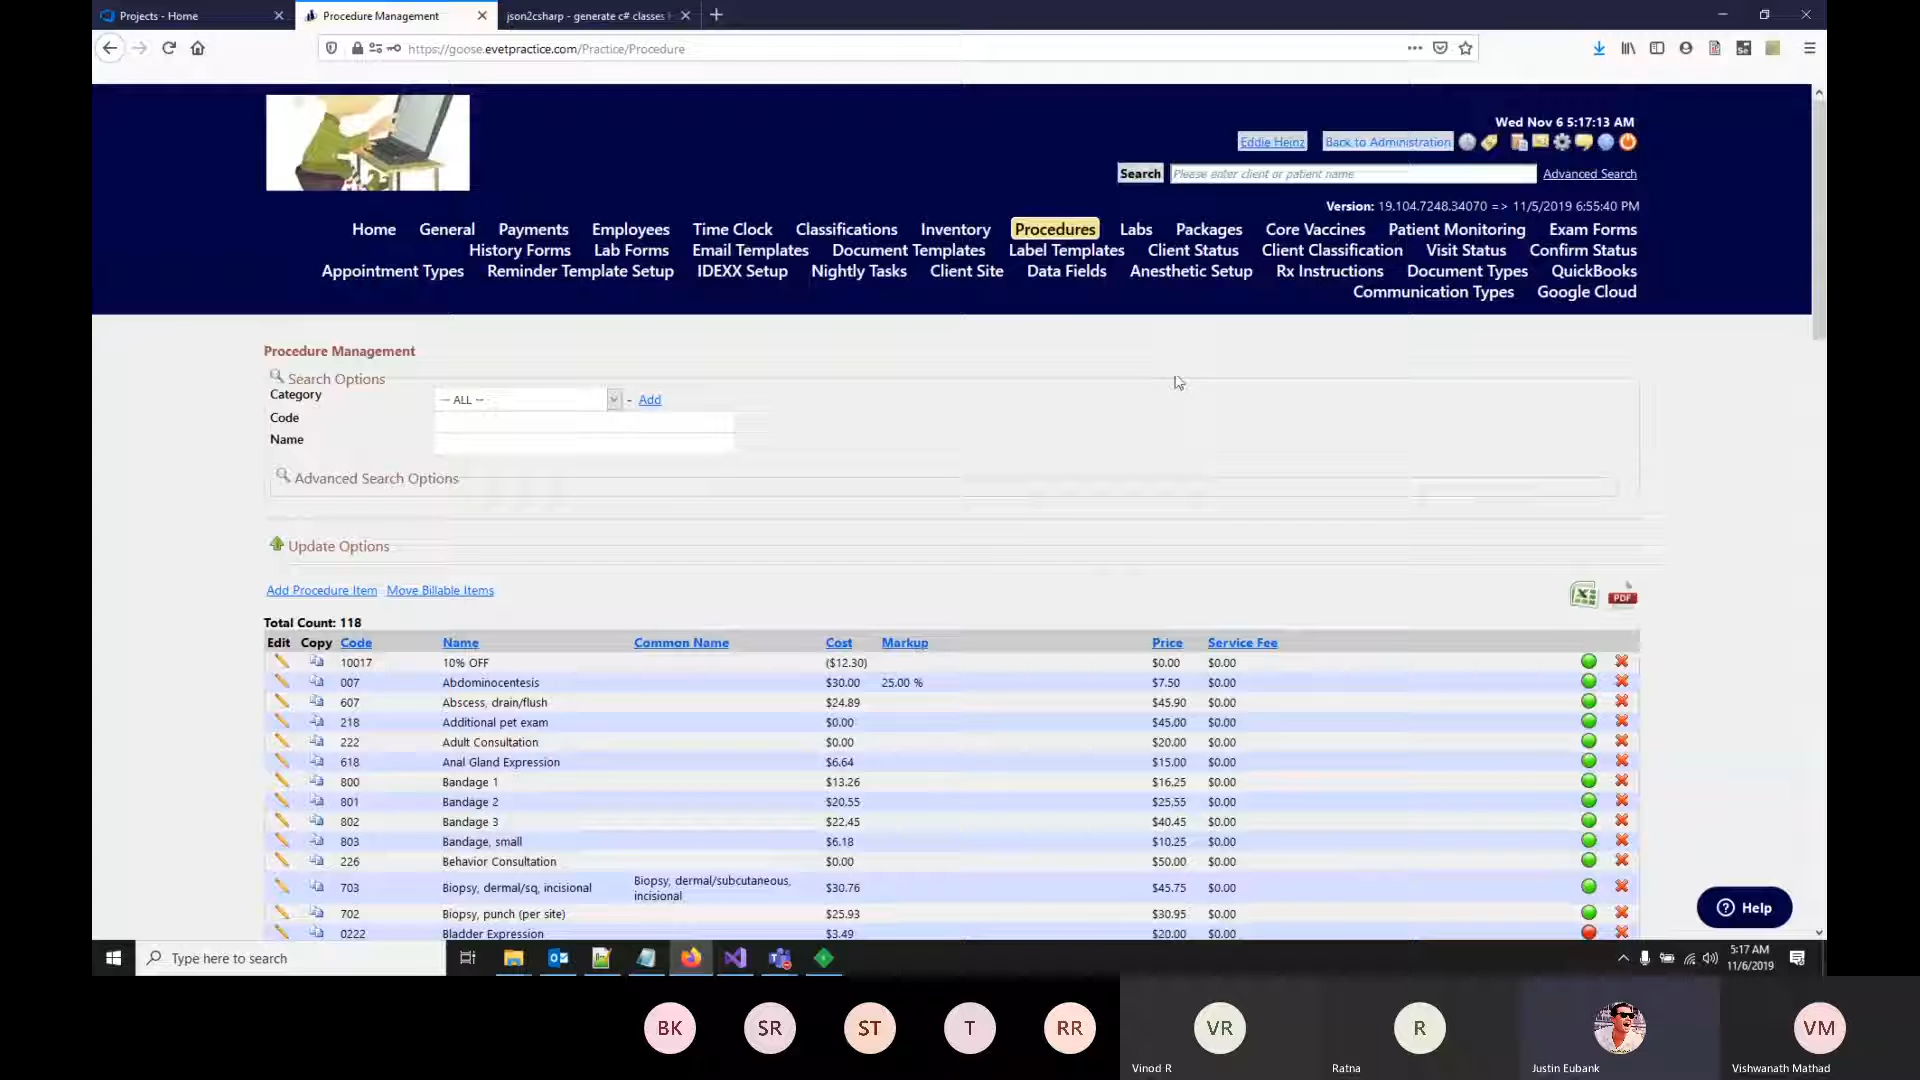 Projects - Home
Procedure Management
json2csharp - generate c# classes
https://goose.evetpractice.com/Practice/Procedure
Wed Nov 6 5:17:13 AM
Eddie Heinz Back to Administration
Search Please enter client or patient name Advanced Search
Version: 19.104.7248.34070 => 11/5/2019 6:55:40 PM
Home General Payments Employees Time Clock Classifications Inventory Procedures Labs Packages Core Vaccines Patient Monitoring Exam Forms
History Forms Lab Forms Email Templates Document Templates Label Templates Client Status Client Classification Visit Status Confirm Status
Appointment Types Reminder Template Setup IDEXX Setup Nightly Tasks Client Site Data Fields Anesthetic Setup Rx Instructions Document Types QuickBooks
Communication Types Google Cloud
Procedure Management
Search Options
Category -- ALL -- - Add
Code
Name
Advanced Search Options
Update Options
Add Procedure Item Move Billable Items
PDF
Total Count: 118
Edit Copy Code Name Common Name Cost Markup Price Service Fee
10017 10% OFF ($12.30) $0.00 $0.00
007 Abdominocentesis $30.00 25.00 % $7.50 $0.00
607 Abscess, drain/flush $24.89 $45.90 $0.00
218 Additional pet exam $0.00 $45.00 $0.00
222 Adult Consultation $0.00 $20.00 $0.00
618 Anal Gland Expression $6.64 $15.00 $0.00
800 Bandage 1 $13.26 $16.25 $0.00
801 Bandage 2 $20.55 $25.55 $0.00
802 Bandage 3 $22.45 $40.45 $0.00
803 Bandage, small $6.18 $10.25 $0.00
226 Behavior Consultation $0.00 $50.00 $0.00
703 Biopsy, dermal/sq, incisional Biopsy, dermal/subcutaneous, incisional $30.76 $45.75 $0.00
702 Biopsy, punch (per site) $25.93 $30.95 $0.00
0222 Bladder Expression $3.49 $20.00 $0.00
Help
Type here to search
5:17 AM
11/6/2019
BK SR ST T RR VR R VM
Vinod R Ratna Justin Eubank Vishwanath Mathad